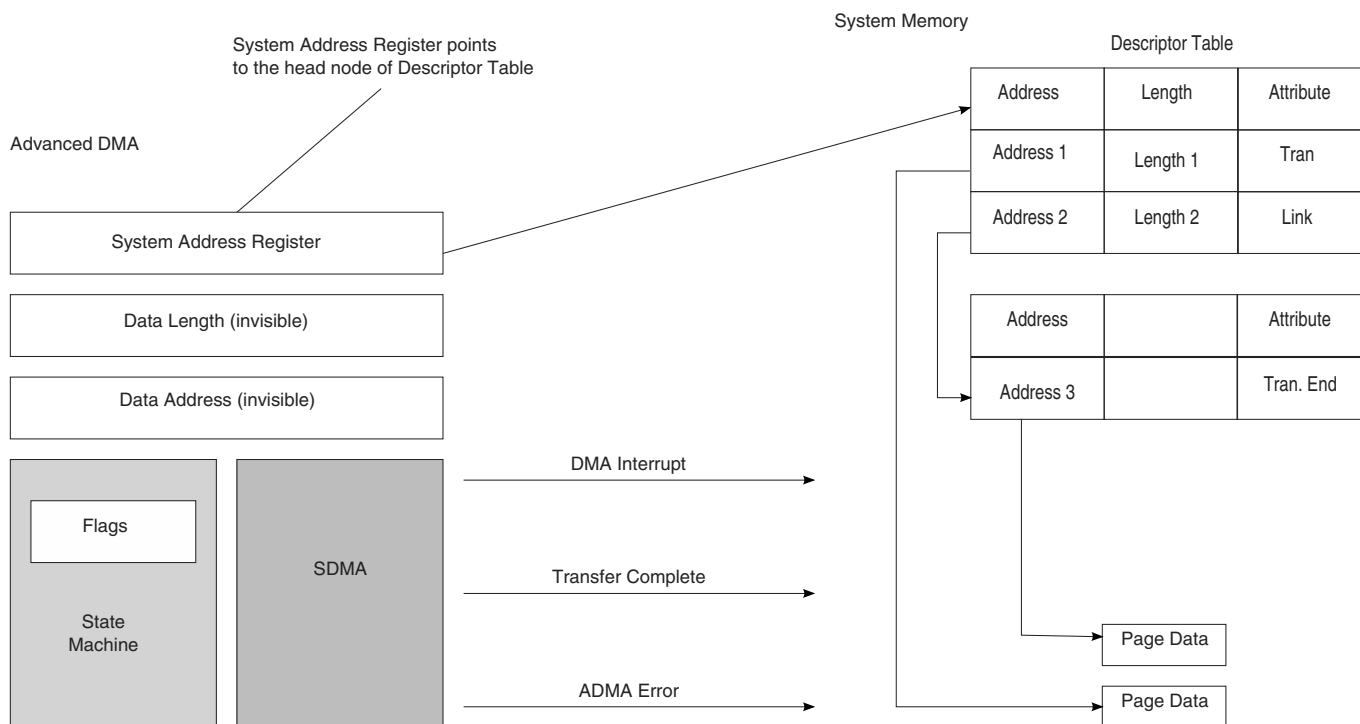 System Memory
System Address Register points
to the head node of Descriptor Table
Descriptor Table
Advanced DMA
Address Length Attribute
Address 1 Length 1 Tran
Address 2 Length 2 Link
System Address Register
Data Length (invisible)
Data Address (invisible)
Address Attribute
Address 3 Tran. End
Flags
State
Machine
SDMA
DMA Interrupt
Transfer Complete
ADMA Error
Page Data
Page Data